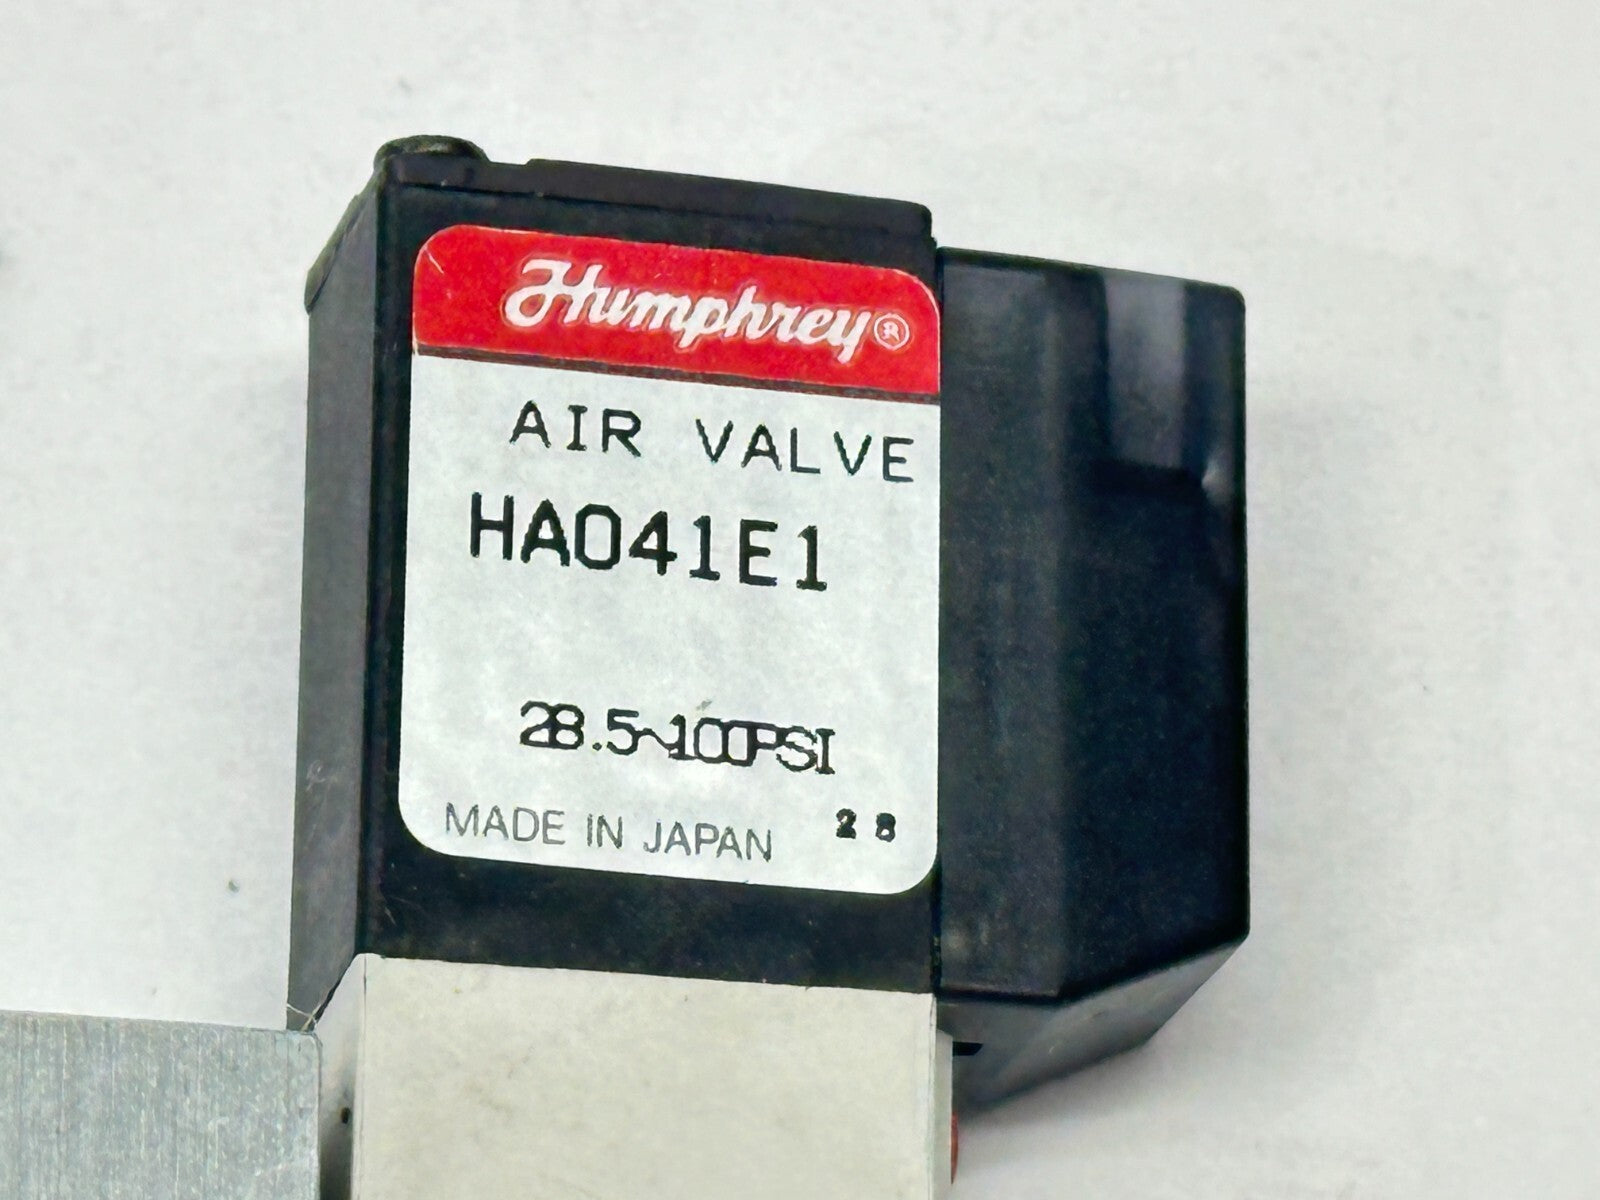 Humphrey®
AIR VALVE
HA041E1
28.5~100PSI
MADE IN JAPAN 28